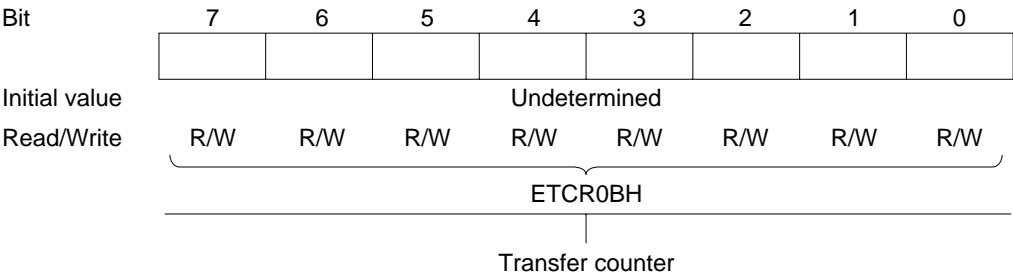 Bit 7 6 5 4 3 2 1 0
Initial value Undetermined
Read/Write R/W R/W R/W R/W R/W R/W R/W R/W
ETCR0BH
Transfer counter